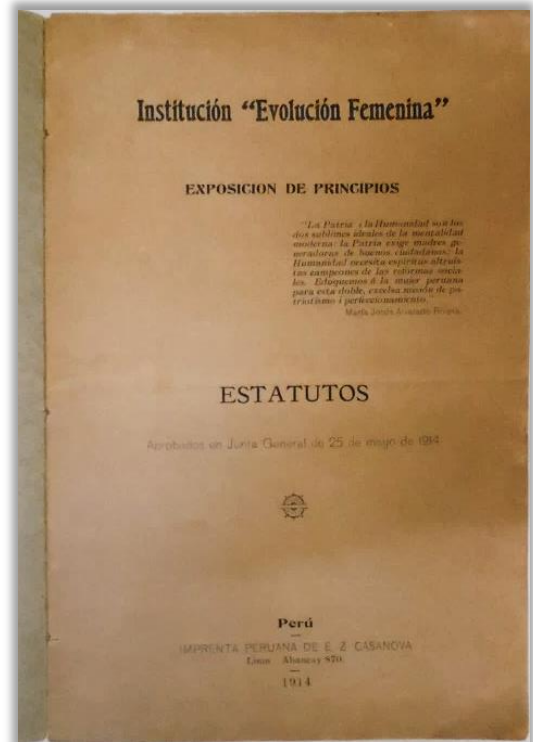 Institución “Evolución Femenina”
EXPOSICION DE PRINCIPIOS
"La Patria i la Humanidad son los
dos sublimes ideales de la mentalidad
moderna: la Patria exige madres ge-
neradoras de buenos ciudadanos; la
Humanidad necesita espíritus altruis-
tas campeones de las reformas socia-
les. Eduquemos á la mujer peruana
para esta doble, excelsa misión de pa-
triotismo i perfeccionamiento.
María Jesús Alvarado Rivera.
ESTATUTOS
Aprobados en Junta General de 25 de mayo de 1914
Perú
IMPRENTA PERUANA DE E. Z. CASANOVA
Lima Abancay 870
1914